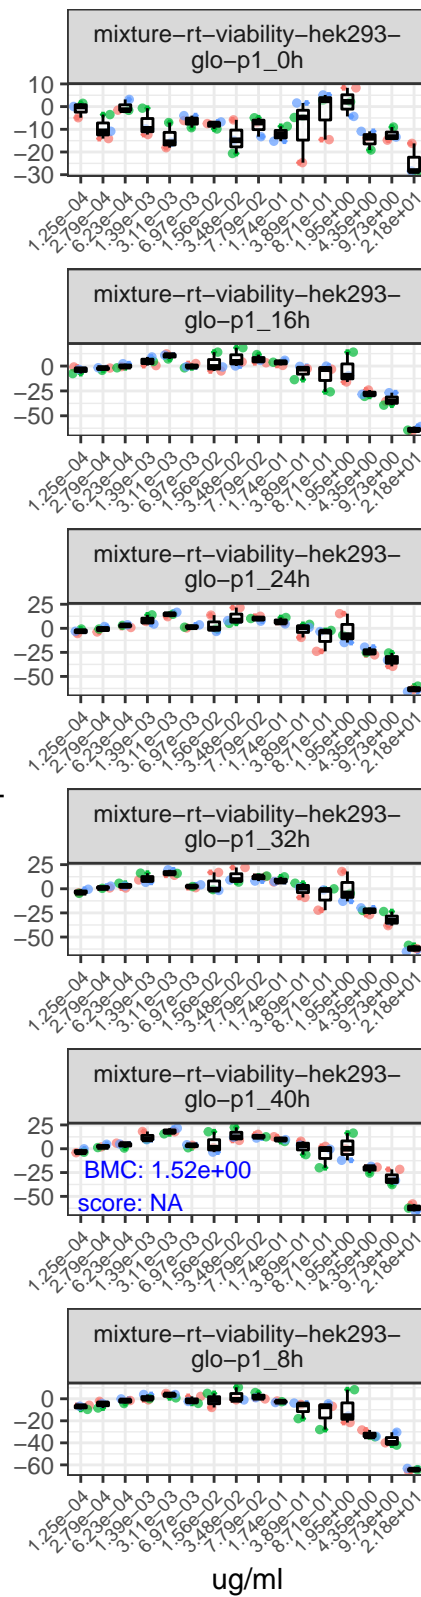 mixture−rt−viability−hek293−
glo−p1_0h
10
0
−10
−20
−30
1.25e−04
2.79e−04
6.23e−04
1.39e−03
3.11e−03
6.97e−03
1.56e−02
3.48e−02
7.79e−02
1.74e−01
3.89e−01
8.71e−01
1.95e+00
4.35e+00
9.73e+00
2.18e+01
mixture−rt−viability−hek293−
glo−p1_16h
0
−25
−50
1.25e−04
2.79e−04
6.23e−04
1.39e−03
3.11e−03
6.97e−03
1.56e−02
3.48e−02
7.79e−02
1.74e−01
3.89e−01
8.71e−01
1.95e+00
4.35e+00
9.73e+00
2.18e+01
mixture−rt−viability−hek293−
glo−p1_24h
25
0
−25
−50
1.25e−04
2.79e−04
6.23e−04
1.39e−03
3.11e−03
6.97e−03
1.56e−02
3.48e−02
7.79e−02
1.74e−01
3.89e−01
8.71e−01
1.95e+00
4.35e+00
9.73e+00
2.18e+01
mixture−rt−viability−hek293−
glo−p1_32h
25
0
−25
−50
1.25e−04
2.79e−04
6.23e−04
1.39e−03
3.11e−03
6.97e−03
1.56e−02
3.48e−02
7.79e−02
1.74e−01
3.89e−01
8.71e−01
1.95e+00
4.35e+00
9.73e+00
2.18e+01
mixture−rt−viability−hek293−
glo−p1_40h
25
0
−25
−50
BMC: 1.52e+00
score: NA
1.25e−04
2.79e−04
6.23e−04
1.39e−03
3.11e−03
6.97e−03
1.56e−02
3.48e−02
7.79e−02
1.74e−01
3.89e−01
8.71e−01
1.95e+00
4.35e+00
9.73e+00
2.18e+01
mixture−rt−viability−hek293−
glo−p1_8h
0
−20
−40
−60
1.25e−04
2.79e−04
6.23e−04
1.39e−03
3.11e−03
6.97e−03
1.56e−02
3.48e−02
7.79e−02
1.74e−01
3.89e−01
8.71e−01
1.95e+00
4.35e+00
9.73e+00
2.18e+01
ug/ml